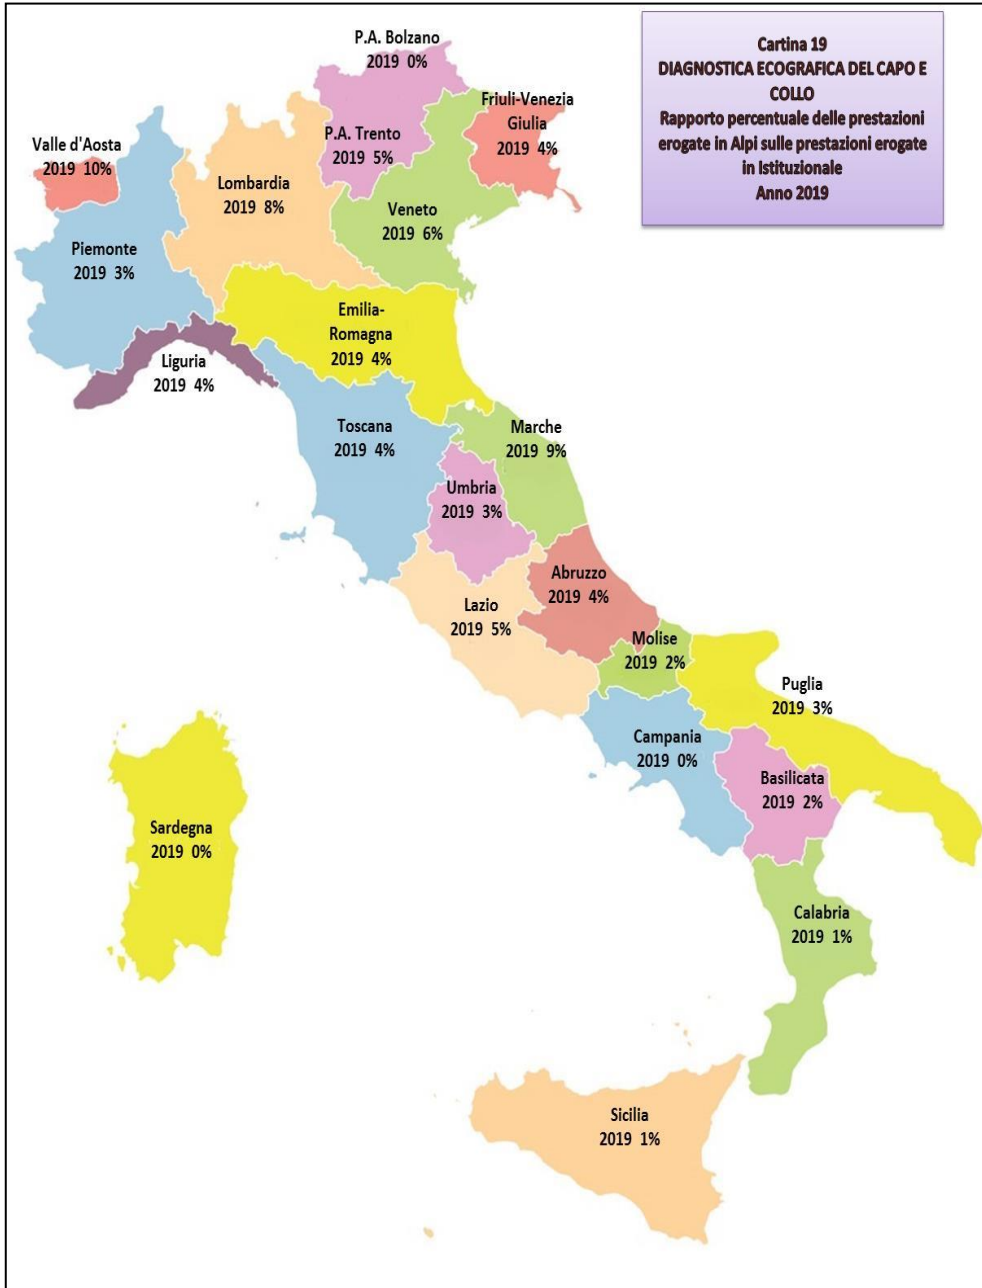 Cartina 19
DIAGNOSTICA ECOGRAFICA DEL CAPO E
COLLO
Rapporto percentuale delle prestazioni
erogate in Alpi sulle prestazioni erogate
in Istituzionale
Anno 2019
P.A. Bolzano
2019 0%
Friuli-Venezia
Giulia
2019 4%
P.A. Trento
2019 5%
Valle d'Aosta
2019 10%
Lombardia
2019 8%
Veneto
2019 6%
Piemonte
2019 3%
Emilia-
Romagna
2019 4%
Liguria
2019 4%
Toscana
2019 4%
Marche
2019 9%
Umbria
2019 3%
Abruzzo
2019 4%
Lazio
2019 5%
Molise
2019 2%
Puglia
2019 3%
Campania
2019 0%
Basilicata
2019 2%
Sardegna
2019 0%
Calabria
2019 1%
Sicilia
2019 1%